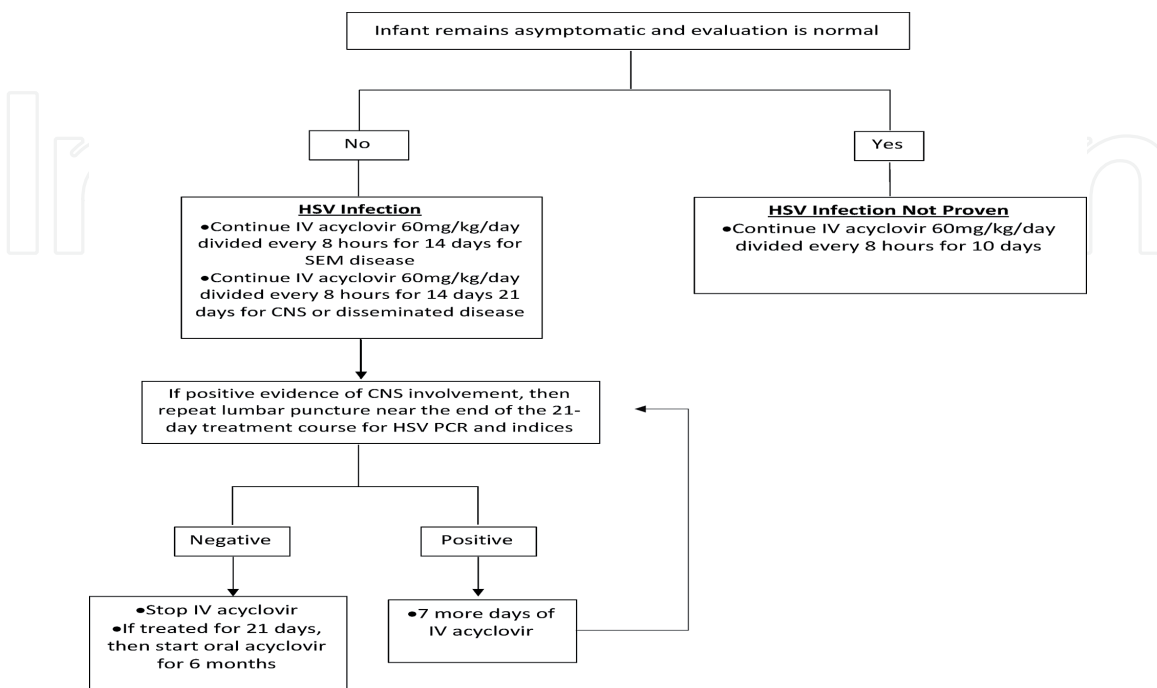 Infant remains asymptomatic and evaluation is normal
No
Yes
HSV Infection
●Continue IV acyclovir 60mg/kg/day
divided every 8 hours for 14 days for
SEM disease
●Continue IV acyclovir 60mg/kg/day
divided every 8 hours for 14 days 21
days for CNS or disseminated disease
HSV Infection Not Proven
●Continue IV acyclovir 60mg/kg/day
divided every 8 hours for 10 days
If positive evidence of CNS involvement, then
repeat lumbar puncture near the end of the 21-
day treatment course for HSV PCR and indices
Negative
Positive
●Stop IV acyclovir
●If treated for 21 days,
then start oral acyclovir
for 6 months
●7 more days of
IV acyclovir